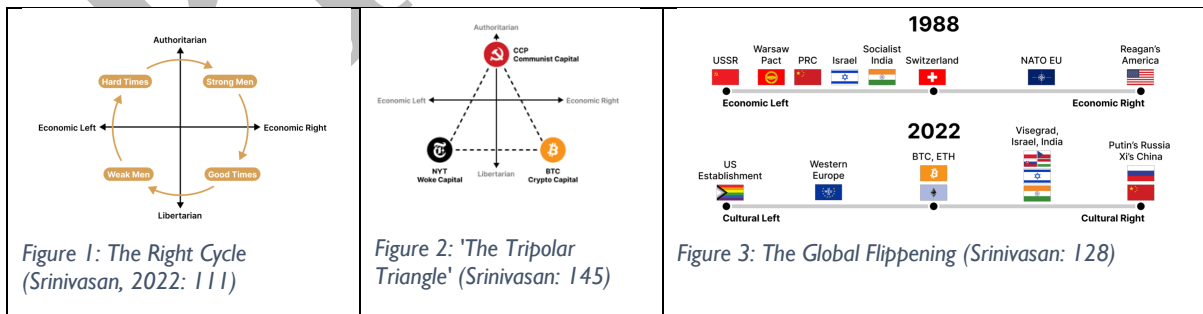 Authoritarian
Hard Times
Strong Men
Economic Left
Economic Right
Weak Men
Good Times
Libertarian
Figure 1: The Right Cycle
(Srinivasan, 2022: 111)
Authoritarian
CCP
Communist Capital
Economic Left
Economic Right
NYT
Woke Capital
Libertarian
BTC
Crypto Capital
Figure 2: 'The Tripolar
Triangle' (Srinivasan: 145)
1988
USSR
Warsaw
Pact
PRC
Israel
Socialist
India
Switzerland
NATO EU
Reagan's
America
Economic Left
Economic Right
2022
US
Establishment
Western
Europe
BTC, ETH
Visegrad,
Israel, India
Putin's Russia
Xi's China
Cultural Left
Cultural Right
Figure 3: The Global Flippening (Srinivasan: 128)